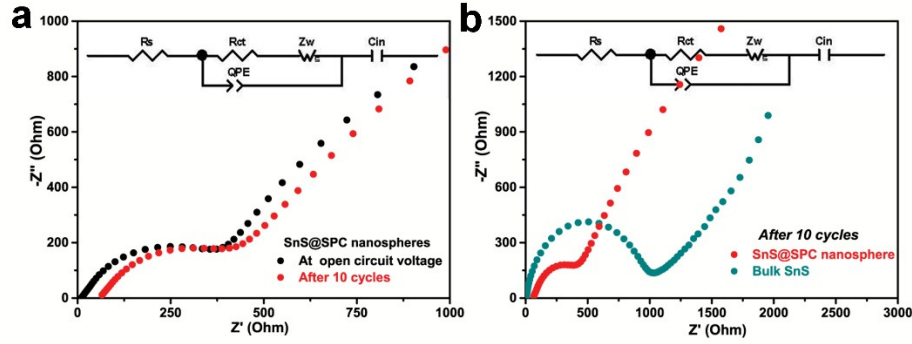 a
1000
800
600
400
200
0
-Z'' (Ohm)
Rs
Rct
Zw
s
Cin
QPE
SnS@SPC nanospheres
At open circuit voltage
After 10 cycles
0
250
500
750
1000
Z' (Ohm)
b
1500
1200
900
600
300
0
-Z'' (Ohm)
Rs
Rct
Zw
s
Cin
QPE
After 10 cycles
SnS@SPC nanosphere
Bulk SnS
0
500
1000
1500
2000
2500
3000
Z' (Ohm)